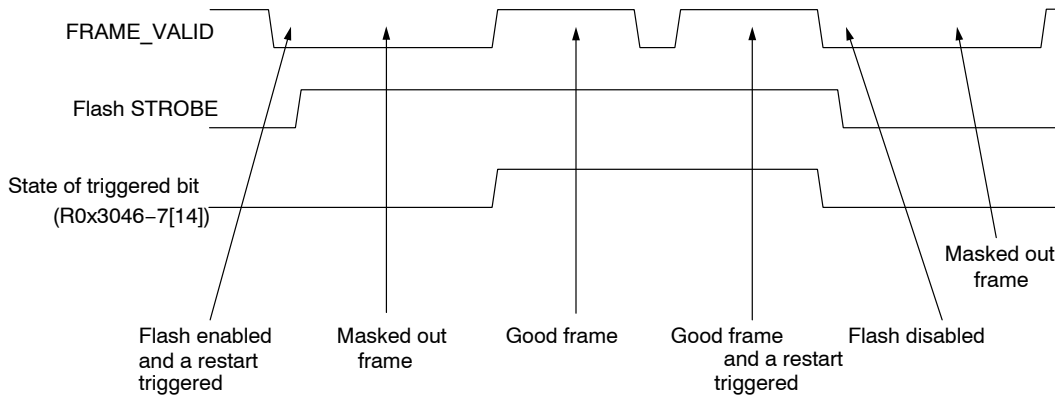 FRAME_VALID
Flash STROBE
State of triggered bit
(R0x3046−7[14])
Masked out
frame
Flash enabled
and a restart
triggered
Masked out
frame
Good frame
Good frame
and a restart
triggered
Flash disabled